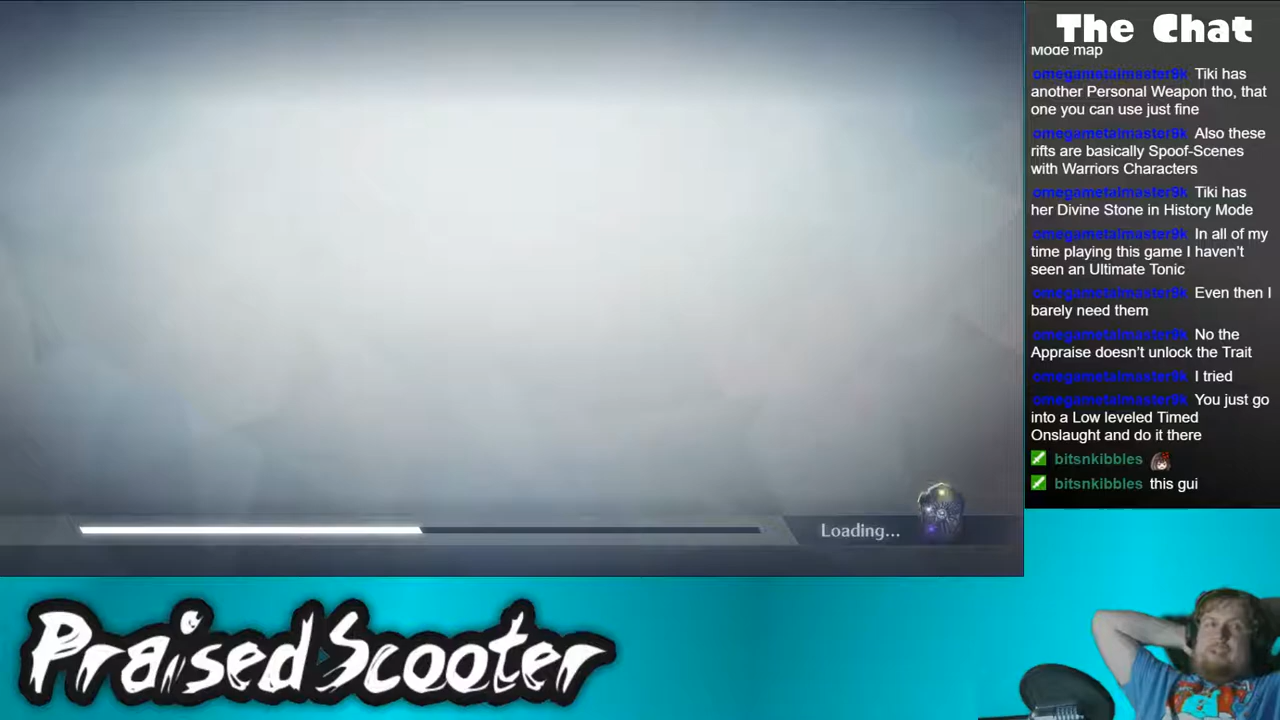 The Chat
Mode map
omegametalmaster9k Tiki has
another Personal Weapon tho, that
one you can use just fine
omegametalmaster9k Also these
rifts are basically Spoof-Scenes
with Warriors Characters
omegametalmaster9k Tiki has
her Divine Stone in History Mode
omegametalmaster9k In all of my
time playing this game I haven't
seen an Ultimate Tonic
omegametalmaster9k Even then I
barely need them
omegametalmaster9k No the
Appraise doesn't unlock the Trait
omegametalmaster9k I tried
omegametalmaster9k You just go
into a Low leveled Timed
Onslaught and do it there
bitsnkibbles
bitsnkibbles this gui
Loading...
PraisedScooter